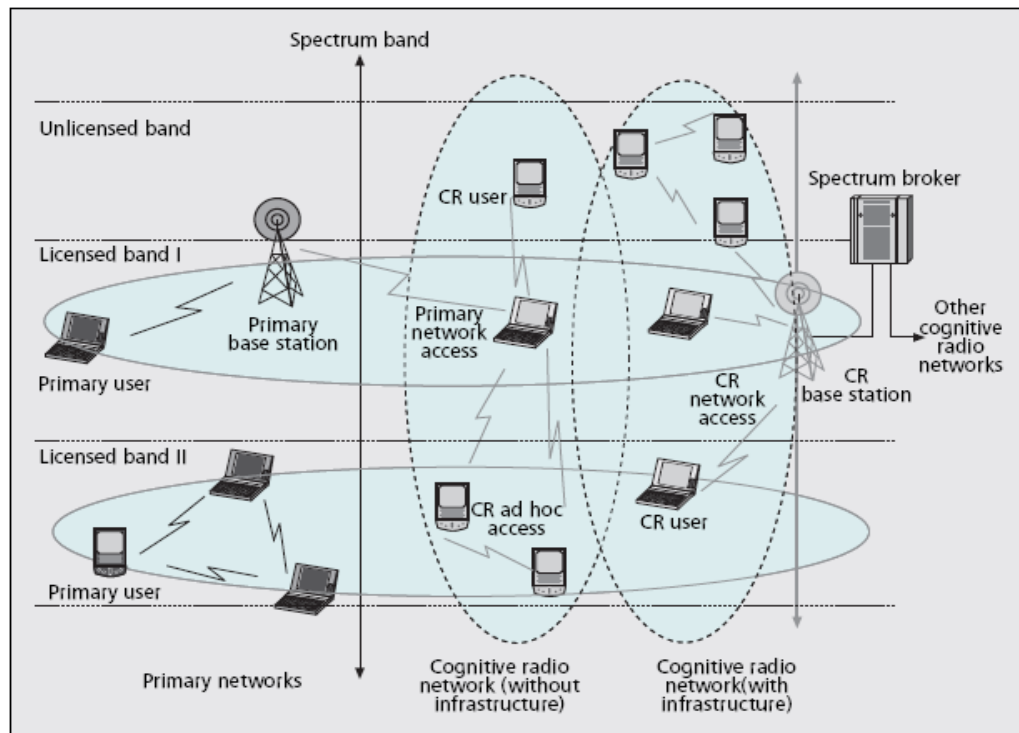 Spectrum band
Unlicensed band
CR user
Spectrum broker
Licensed band I
Primary
base station
Primary
network
access
Primary user
CR
network
access
CR
base station
Other
cognitive
radio
networks
Licensed band II
CR ad hoc
access
CR user
Primary user
Primary networks
Cognitive radio
network (without
infrastructure)
Cognitive radio
network(with
infrastructure)